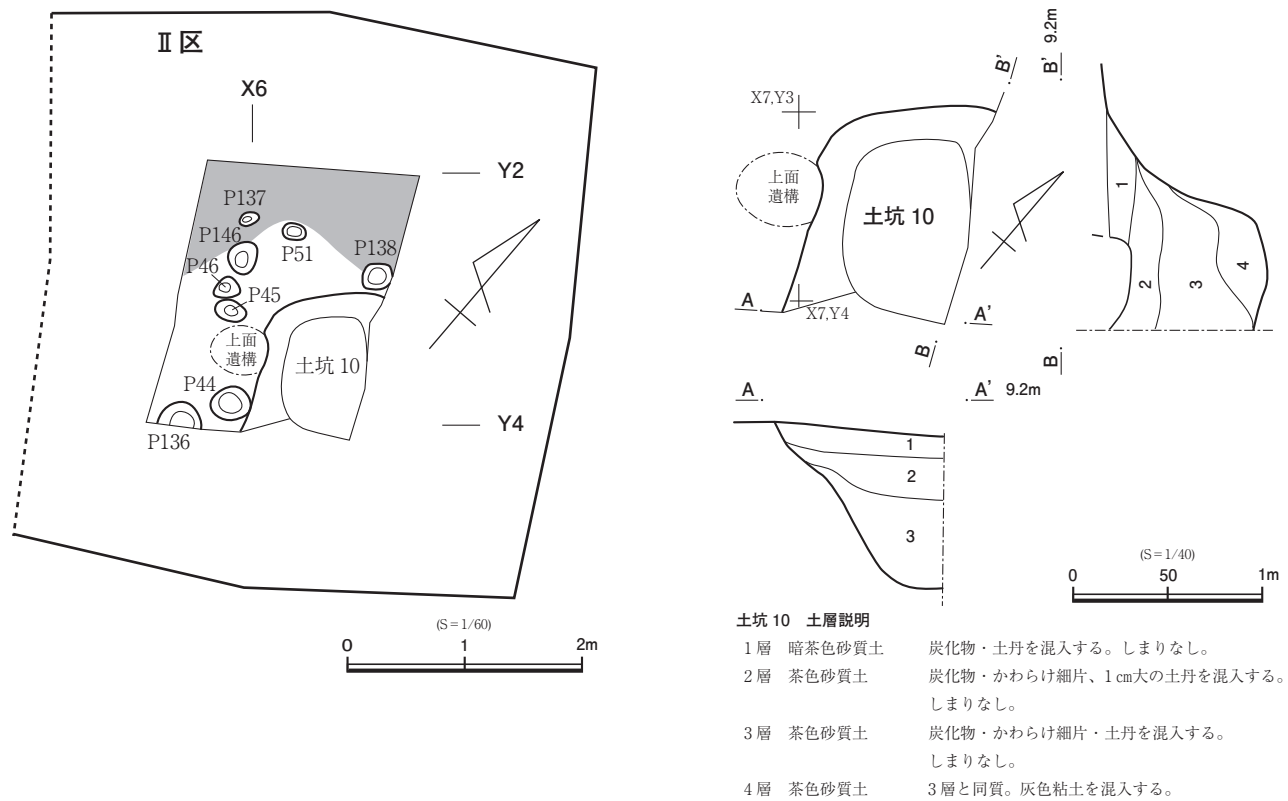 Ⅱ区
X6
Y2
P137
P146
P51
P138
P46
P45
上面
遺構
土坑 10
P44
P136
Y4
(S=1/60)
0 1 2m
X7,Y3
上面
遺構
土坑 10
A
X7,Y4
A'
B
B'
B' 9.2m
1
2
3
4
B
A
A' 9.2m
1
2
3
(S=1/40)
0 50 1m
土坑 10 土層説明
1層 暗茶色砂質土 炭化物・土丹を混入する。しまりなし。
2層 茶色砂質土 炭化物・かわらけ細片、1㎝大の土丹を混入する。
しまりなし。
3層 茶色砂質土 炭化物・かわらけ細片・土丹を混入する。
しまりなし。
4層 茶色砂質土 3層と同質。灰色粘土を混入する。